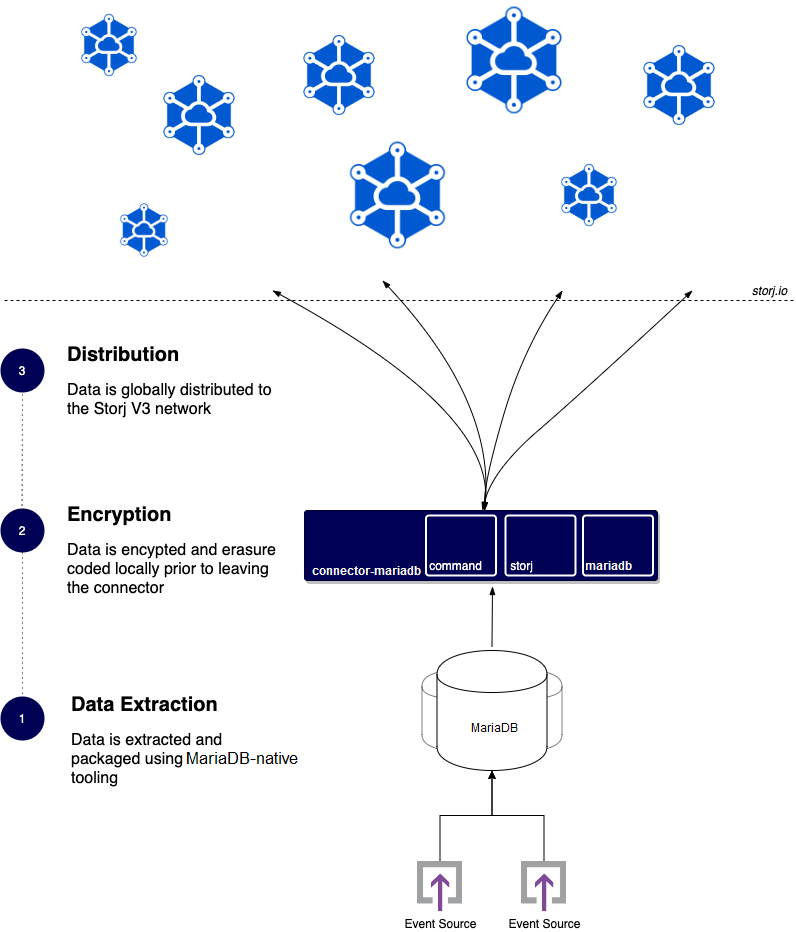 storj.io
3
Distribution
Data is globally distributed to
the Storj V3 network
2
Encryption
Data is encypted and erasure
coded locally prior to leaving
the connector
connector-mariadb
command
storj
mariadb
1
Data Extraction
Data is extracted and
packaged using MariaDB-native
tooling
MariaDB
Event Source
Event Source